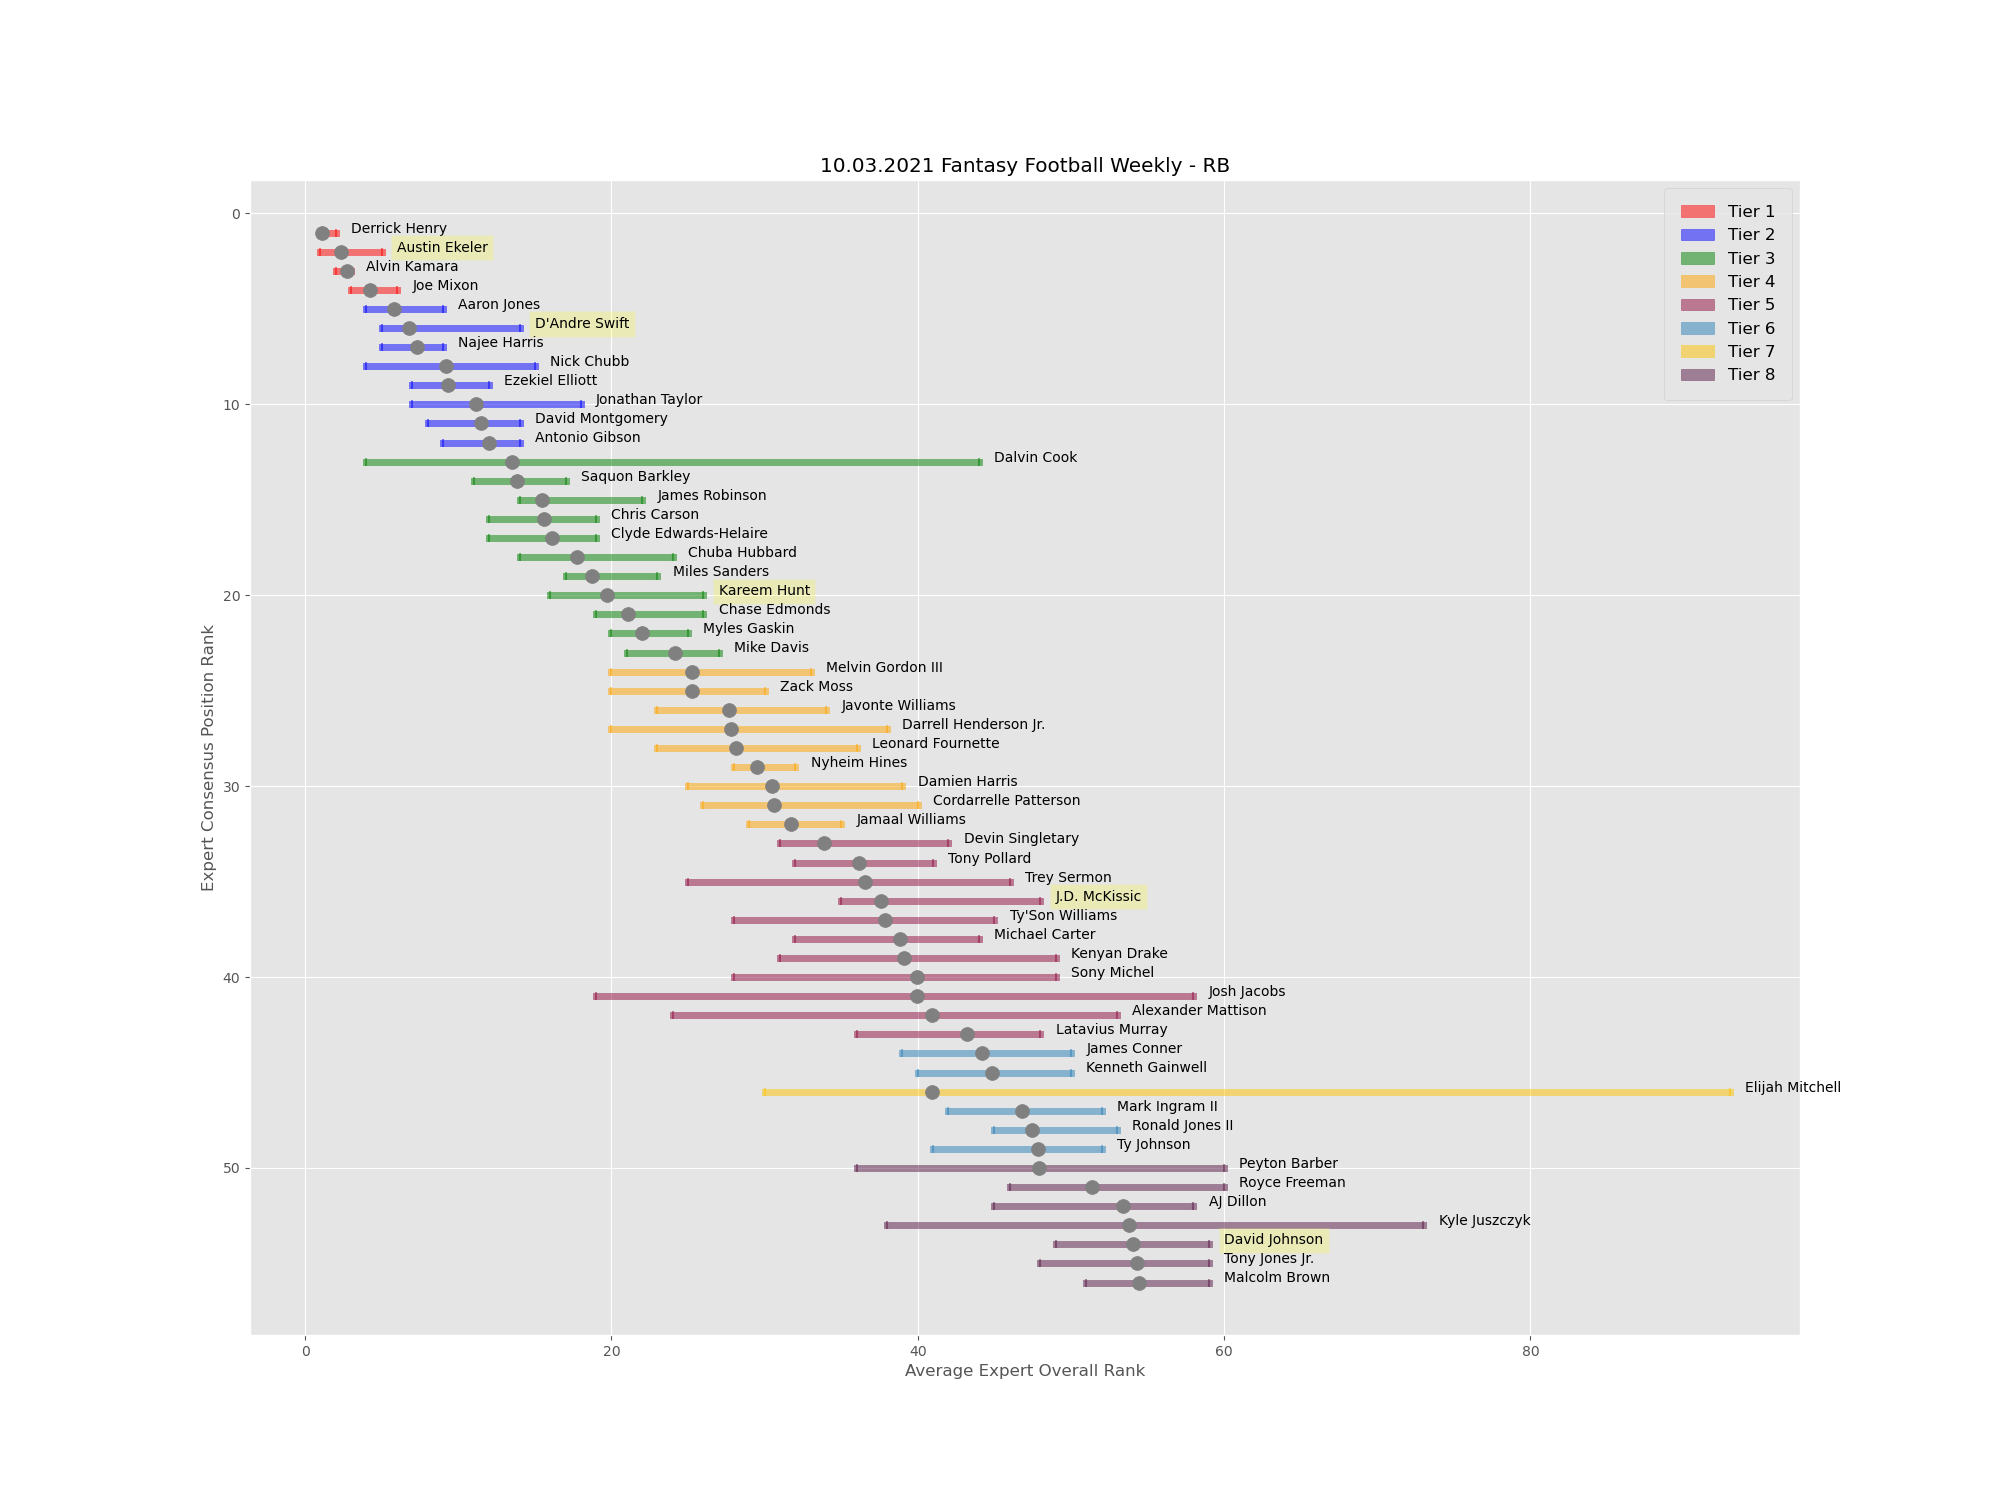 10.03.2021 Fantasy Football Weekly - RB
Tier 1
Tier 2
Tier 3
Tier 4
Tier 5
Tier 6
Tier 7
Tier 8
0
10
20
30
40
50
Expert Consensus Position Rank
Derrick Henry
Austin Ekeler
Alvin Kamara
Joe Mixon
Aaron Jones
D'Andre Swift
Najee Harris
Nick Chubb
Ezekiel Elliott
Jonathan Taylor
David Montgomery
Antonio Gibson
Dalvin Cook
Saquon Barkley
James Robinson
Chris Carson
Clyde Edwards-Helaire
Chuba Hubbard
Miles Sanders
Kareem Hunt
Chase Edmonds
Myles Gaskin
Mike Davis
Melvin Gordon III
Zack Moss
Javonte Williams
Darrell Henderson Jr.
Leonard Fournette
Nyheim Hines
Damien Harris
Cordarrelle Patterson
Jamaal Williams
Devin Singletary
Tony Pollard
Trey Sermon
J.D. McKissic
Ty'Son Williams
Michael Carter
Kenyan Drake
Sony Michel
Josh Jacobs
Alexander Mattison
Latavius Murray
James Conner
Kenneth Gainwell
Elijah Mitchell
Mark Ingram II
Ronald Jones II
Ty Johnson
Peyton Barber
Royce Freeman
AJ Dillon
Kyle Juszczyk
David Johnson
Tony Jones Jr.
Malcolm Brown
0
20
40
60
80
Average Expert Overall Rank